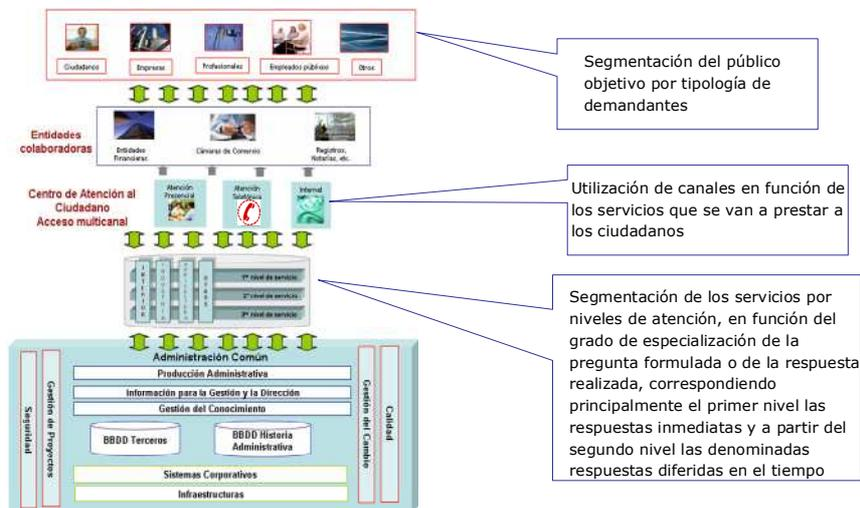 Ciudadanos
Empresas
Profesionales
Empleados públicos
Otros
Segmentación del público
objetivo por tipología de
demandantes
Entidades
colaboradoras
Entidades
Financieras
Cámaras de Comercio
Registros,
Notarías, etc.
Centro de Atención al
Ciudadano
Acceso multicanal
Atención
Presencial
Atención
Telefónica
Internet
Utilización de canales en función de
los servicios que se van a prestar a
los ciudadanos
INTERIOR
INDUSTRIA
OTROS
1er nivel de servicio
2º nivel de servicio
3er nivel de servicio
Segmentación de los servicios por
niveles de atención, en función del
grado de especialización de la
pregunta formulada o de la respuesta
realizada, correspondiendo
principalmente el primer nivel las
respuestas inmediatas y a partir del
segundo nivel las denominadas
respuestas diferidas en el tiempo
Administración Común
Seguridad
Gestión de Proyectos
Producción Administrativa
Información para la Gestión y la Dirección
Gestión del Conocimiento
BBDD Terceros
BBDD Historia
Administrativa
Sistemas Corporativos
Infraestructuras
Gestión del Cambio
Calidad